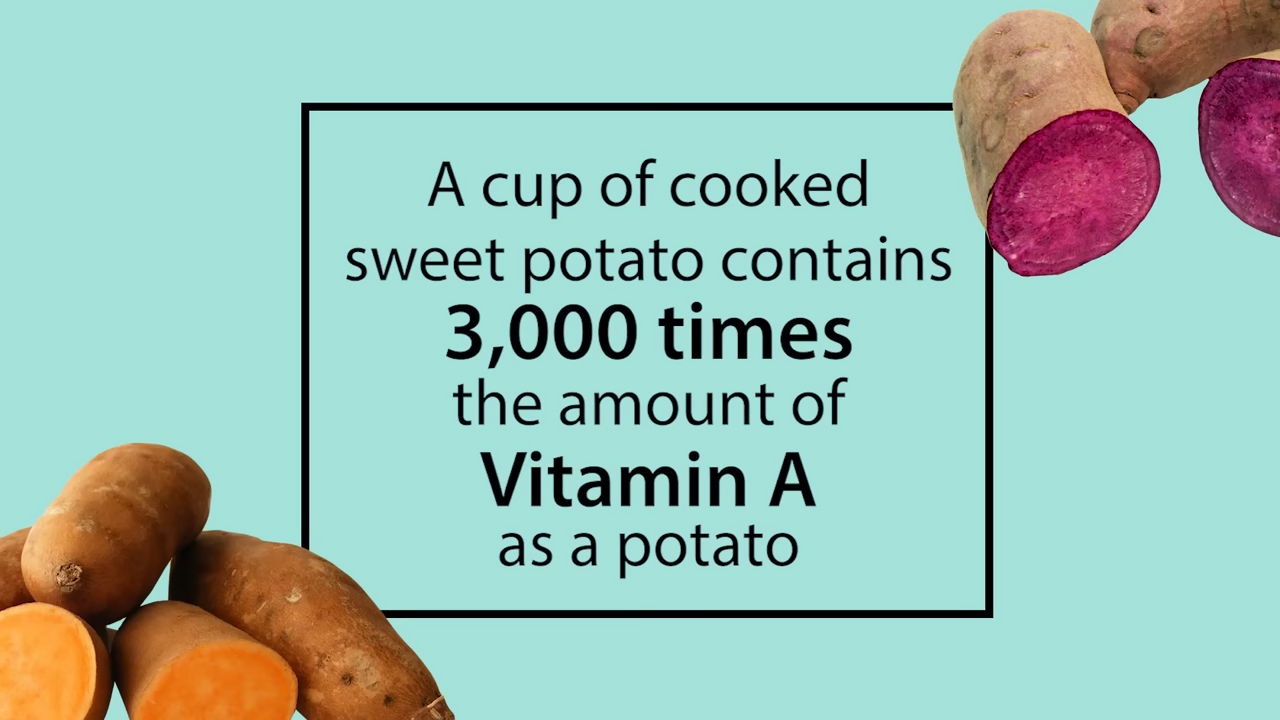 A cup of cooked
sweet potato contains
3,000 times
the amount of
Vitamin A
as a potato